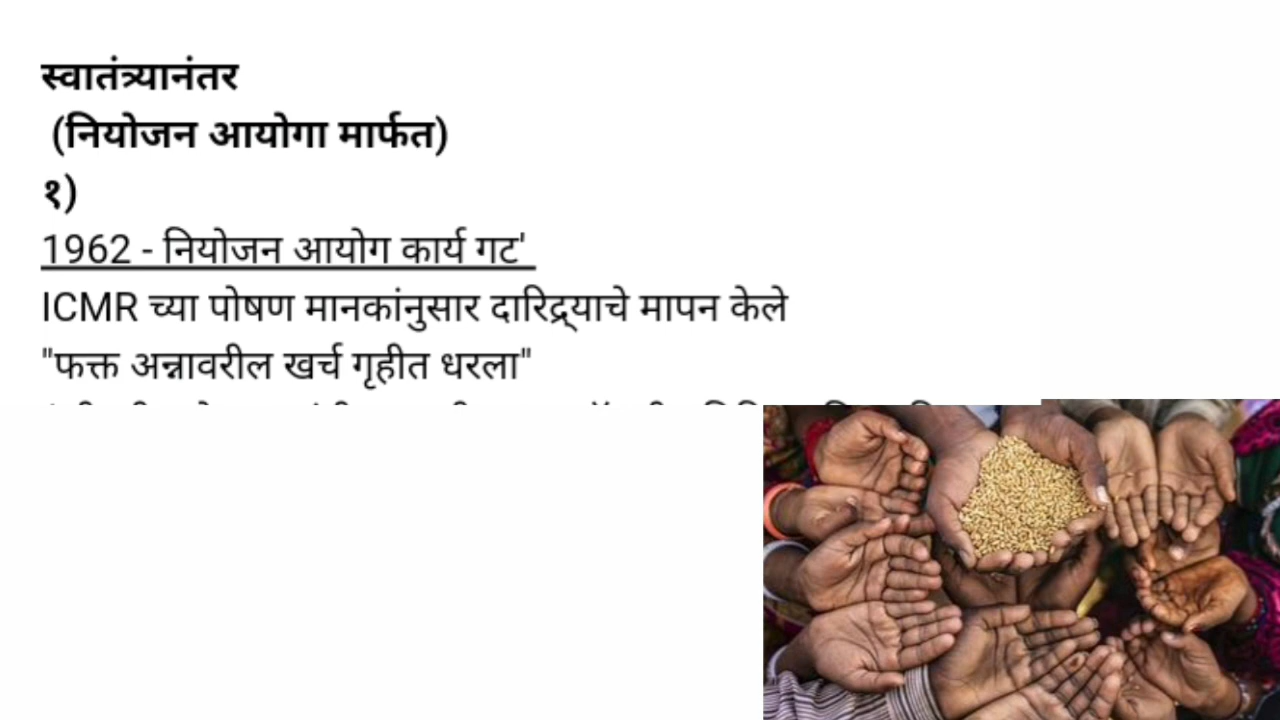 स्वातंत्र्यानंतर
(नियोजन आयोगा मार्फत)
१)
1962 - नियोजन आयोग कार्य गट'
ICMR च्या पोषण मानकांनुसार दारिद्र्याचे मापन केले
"फक्त अन्नावरील खर्च गृहीत धरला"